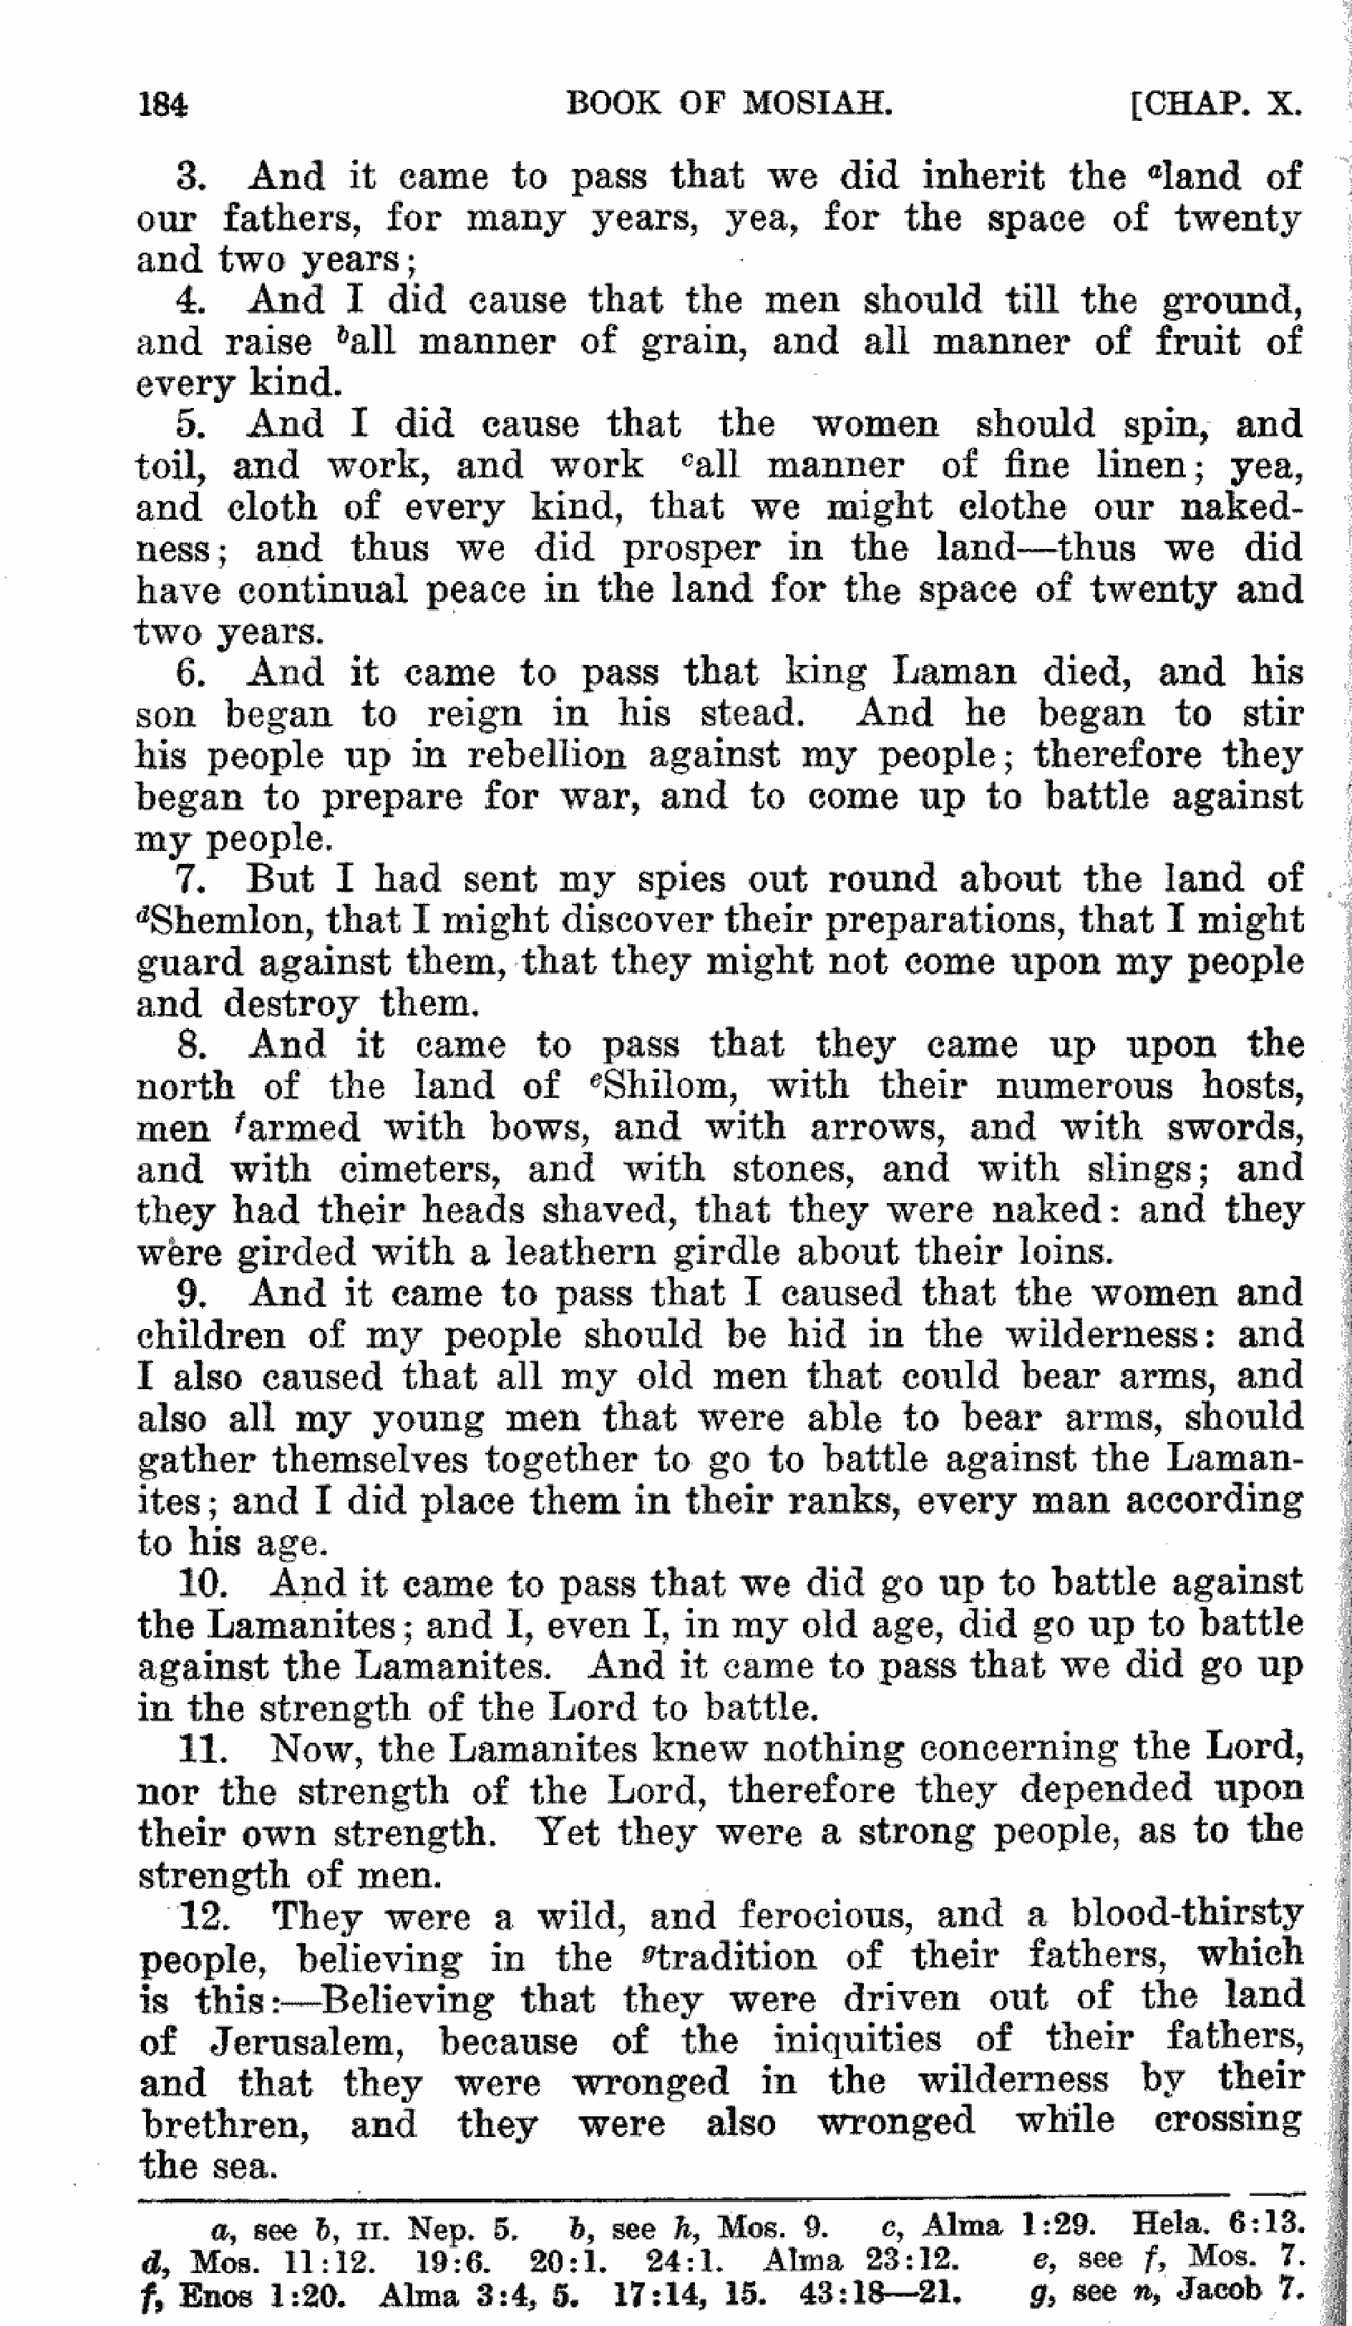 184 BOOK OF MOSIAH. [CHAP. X.
3. And it came to pass that we did inherit the ᵃland of
our fathers, for many years, yea, for the space of twenty
and two years;
4. And I did cause that the men should till the ground,
and raise ᵇall manner of grain, and all manner of fruit of
every kind.
5. And I did cause that the women should spin, and
toil, and work, and work ᶜall manner of fine linen; yea,
and cloth of every kind, that we might clothe our naked-
ness; and thus we did prosper in the land—thus we did
have continual peace in the land for the space of twenty and
two years.
6. And it came to pass that king Laman died, and his
son began to reign in his stead. And he began to stir
his people up in rebellion against my people; therefore they
began to prepare for war, and to come up to battle against
my people.
7. But I had sent my spies out round about the land of
ᵈShemlon, that I might discover their preparations, that I might
guard against them, that they might not come upon my people
and destroy them.
8. And it came to pass that they came up upon the
north of the land of ᵉShilom, with their numerous hosts,
men ᶠarmed with bows, and with arrows, and with swords,
and with cimeters, and with stones, and with slings; and
they had their heads shaved, that they were naked: and they
were girded with a leathern girdle about their loins.
9. And it came to pass that I caused that the women and
children of my people should be hid in the wilderness: and
I also caused that all my old men that could bear arms, and
also all my young men that were able to bear arms, should
gather themselves together to go to battle against the Laman-
ites; and I did place them in their ranks, every man according
to his age.
10. And it came to pass that we did go up to battle against
the Lamanites; and I, even I, in my old age, did go up to battle
against the Lamanites. And it came to pass that we did go up
in the strength of the Lord to battle.
11. Now, the Lamanites knew nothing concerning the Lord,
nor the strength of the Lord, therefore they depended upon
their own strength. Yet they were a strong people, as to the
strength of men.
12. They were a wild, and ferocious, and a blood-thirsty
people, believing in the ᵍtradition of their fathers, which
is this:—Believing that they were driven out of the land
of Jerusalem, because of the iniquities of their fathers,
and that they were wronged in the wilderness by their
brethren, and they were also wronged while crossing
the sea.
a, see b, II. Nep. 5. b, see h, Mos. 9. c, Alma 1:29. Hela. 6:13.
d, Mos. 11:12. 19:6. 20:1. 24:1. Alma 23:12. e, see f, Mos. 7.
f, Enos 1:20. Alma 3:4, 5. 17:14, 15. 43:18—21. g, see n, Jacob 7.